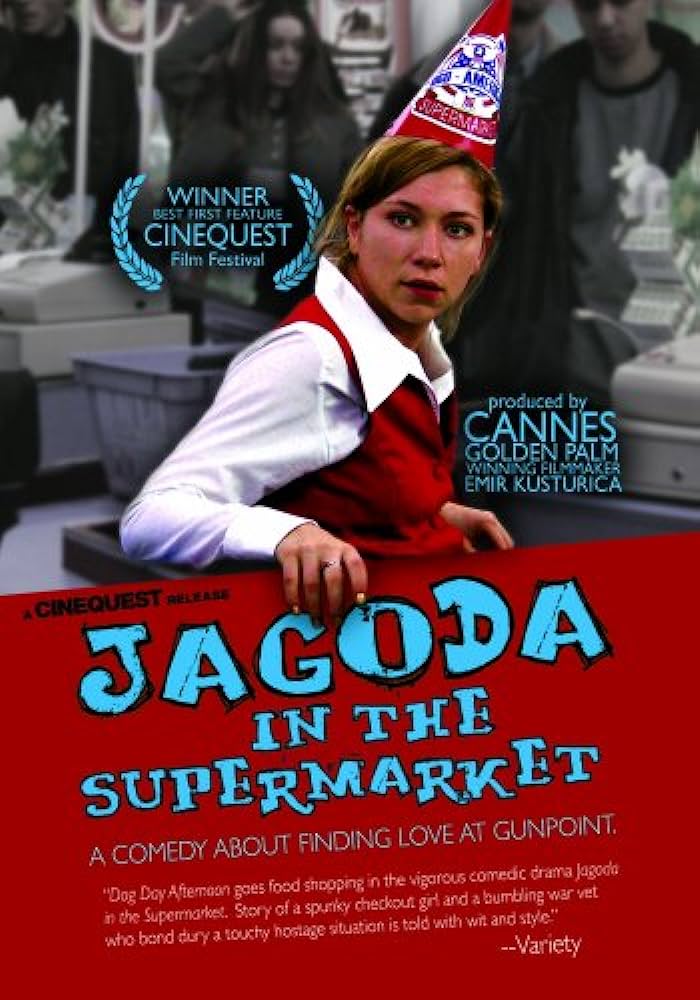 GO - AMERI
SUPERMARKET
WINNER
BEST FIRST FEATURE
CINEQUEST
Film Festival
produced by
CANNES
GOLDEN PALM
WINNING FILMMAKER
EMIR KUSTURICA
A CINEQUEST RELEASE
JAGODA
IN THE
SUPERMARKET
A COMEDY ABOUT FINDING LOVE AT GUNPOINT.
"Dog Day Afternoon goes food shopping in the vigorous comedic drama Jagoda
in the Supermarket. Story of a spunky checkout girl and a bumbling war vet
who bond dury a touchy hostage situation is told with wit and style."
--Variety